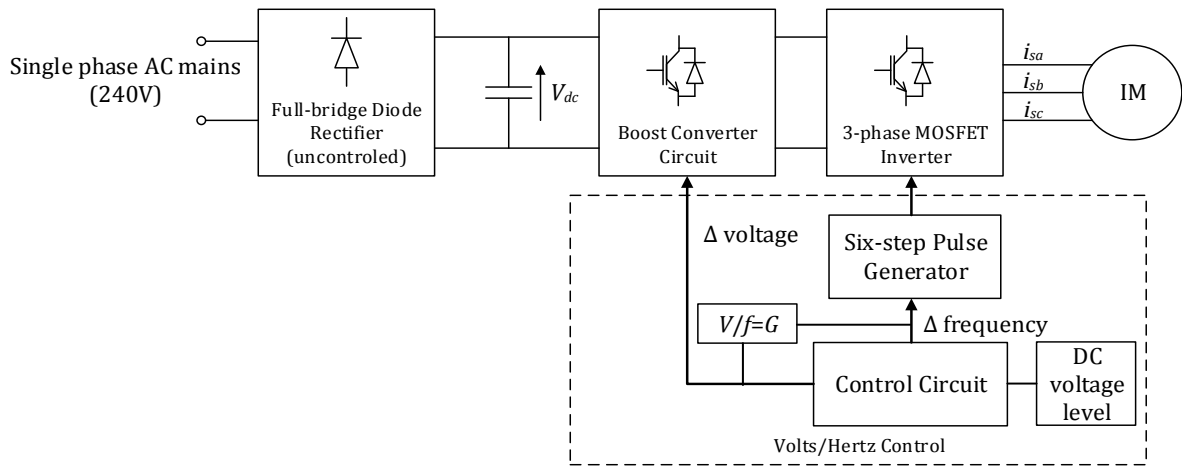 Single phase AC mains
(240V)
Full-bridge Diode
Rectifier
(uncontroled)
Vdc
Boost Converter
Circuit
3-phase MOSFET
Inverter
isa
isb
isc
IM
Δ voltage
Six-step Pulse
Generator
V/f=G
Δ frequency
Control Circuit
DC
voltage
level
Volts/Hertz Control